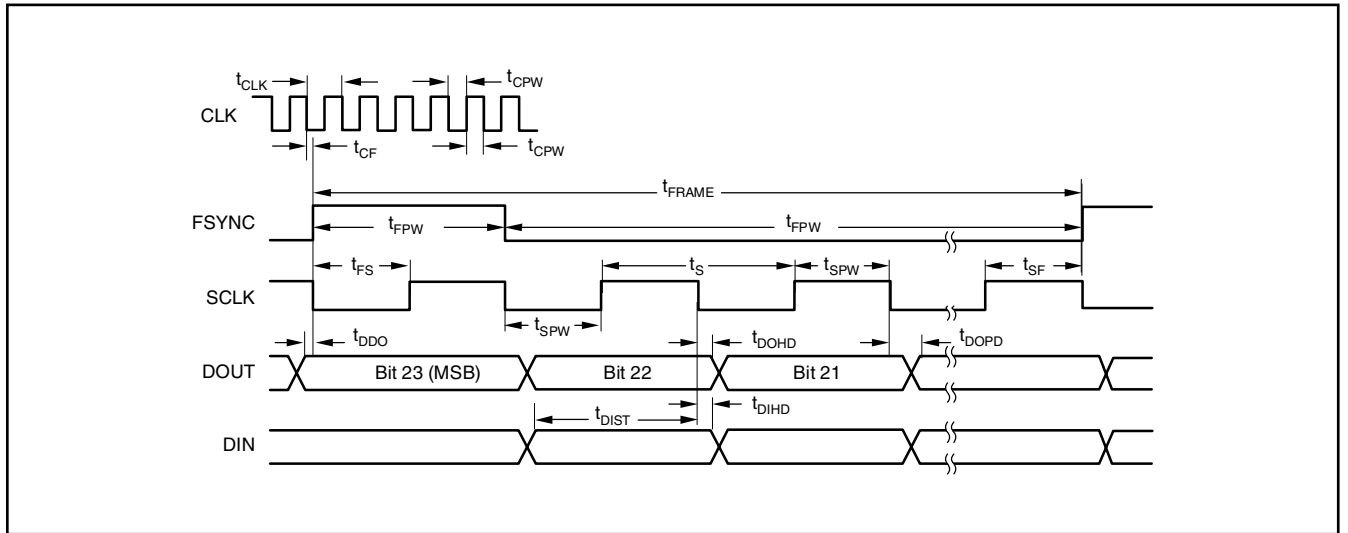 tCLK
tCPW
CLK
tCF
tCPW
tFRAME
FSYNC
tFPW
tFPW
tFS
tS
tSPW
tSF
SCLK
tSPW
tDDO
tDOHD
tDOPD
DOUT
Bit 23 (MSB)
Bit 22
Bit 21
tDIST
tDIHD
DIN